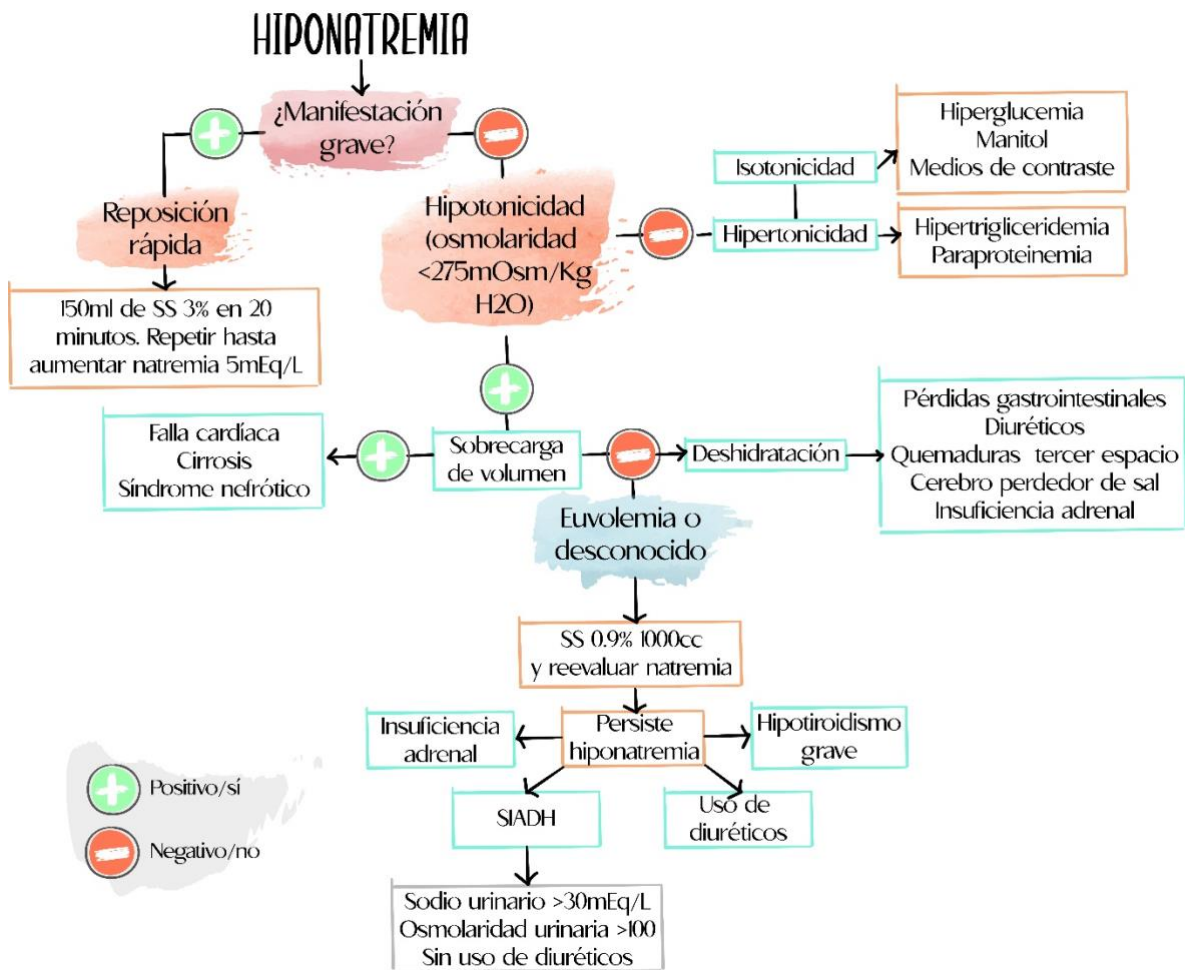 HIPONATREMIA
¿Manifestación
grave?
Reposición
rápida
150ml de SS 3% en 20
minutos. Repetir hasta
aumentar natremia 5mEq/L
Hipotonicidad
(osmolaridad
<275mOsm/Kg
H2O)
Isotonicidad
Hiperglucemia
Manitol
Medios de contraste
Hipertonicidad
Hipertrigliceridemia
Paraproteinemia
Falla cardíaca
Cirrosis
Síndrome nefrótico
Sobrecarga
de volumen
Deshidratación
Pérdidas gastrointestinales
Diuréticos
Quemaduras tercer espacio
Cerebro perdedor de sal
Insuficiencia adrenal
Euvolemia o
desconocido
SS 0.9% 1000cc
y reevaluar natremia
Insuficiencia
adrenal
Persiste
hiponatremia
Hipotiroidismo
grave
SIADH
Uso de
diuréticos
Sodio urinario >30mEq/L
Osmolaridad urinaria >100
Sin uso de diuréticos
Positivo/sí
Negativo/no